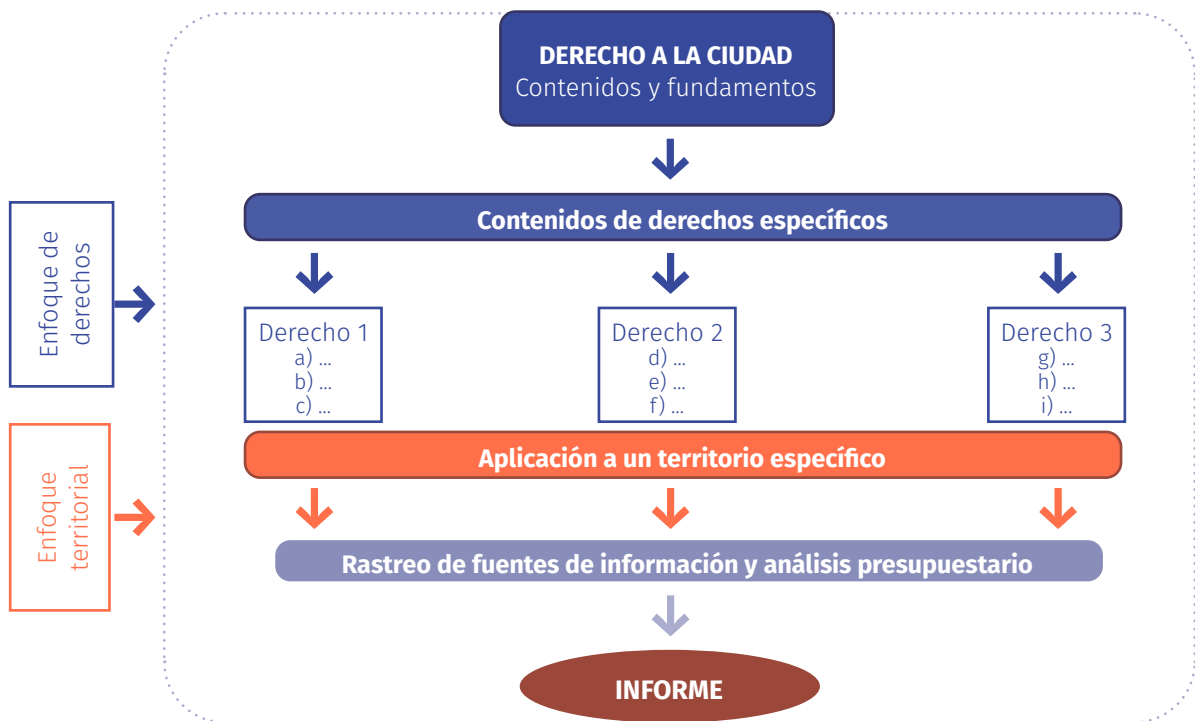 DERECHO A LA CIUDAD
Contenidos y fundamentos
Enfoque de
derechos
Contenidos de derechos específicos
Derecho 1
a) ...
b) ...
c) ...
Derecho 2
d) ...
e) ...
f) ...
Derecho 3
g) ...
h) ...
i) ...
Enfoque
territorial
Aplicación a un territorio específico
Rastreo de fuentes de información y análisis presupuestario
INFORME